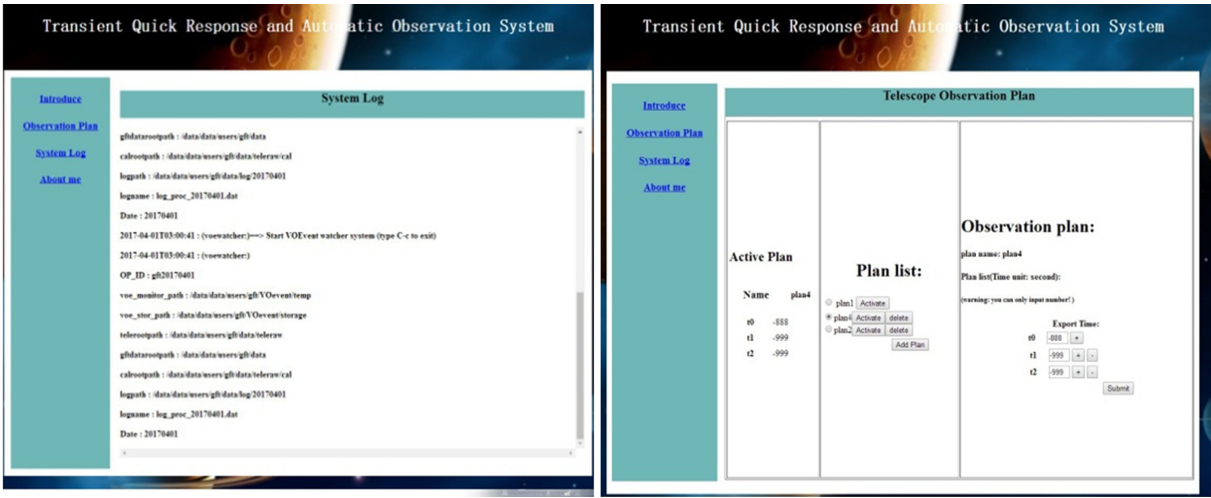 Transient Quick Response and Automatic Observation System
Introduce
Observation Plan
System Log
About me
System Log
gftdatarootpath : /data/data/users/gft/data
calrootpath : /data/data/users/gft/data/teleraw/cal
logpath : /data/data/users/gft/data/log/20170401
logname : log_proc_20170401.dat
Date : 20170401
2017-04-01T03:00:41 : (voewatcher:)==> Start VOEvent watcher system (type C-c to exit)
2017-04-01T03:00:41 : (voewatcher:)
OP_ID : gft20170401
voe_monitor_path : /data/data/users/gft/VOevent/temp
voe_stor_path : /data/data/users/gft/VOevent/storage
telerootpath : /data/data/users/gft/data/teleraw
gftdatarootpath : /data/data/users/gft/data
calrootpath : /data/data/users/gft/data/teleraw/cal
logpath : /data/data/users/gft/data/log/20170401
logname : log_proc_20170401.dat
Date : 20170401
Transient Quick Response and Automatic Observation System
Introduce
Observation Plan
System Log
About me
Telescope Observation Plan
Active Plan
Name plan4
t0 -888
t1 -999
t2 -999
Plan list:
plan1 Activate
plan4 Activate delete
plan2 Activate delete
Add Plan
Observation plan:
plan name: plan4
Plan list(Time unit: second):
(warning: you can only input number! )
Export Time:
t0 -888 +
t1 -999 + -
t2 -999 + -
Submit